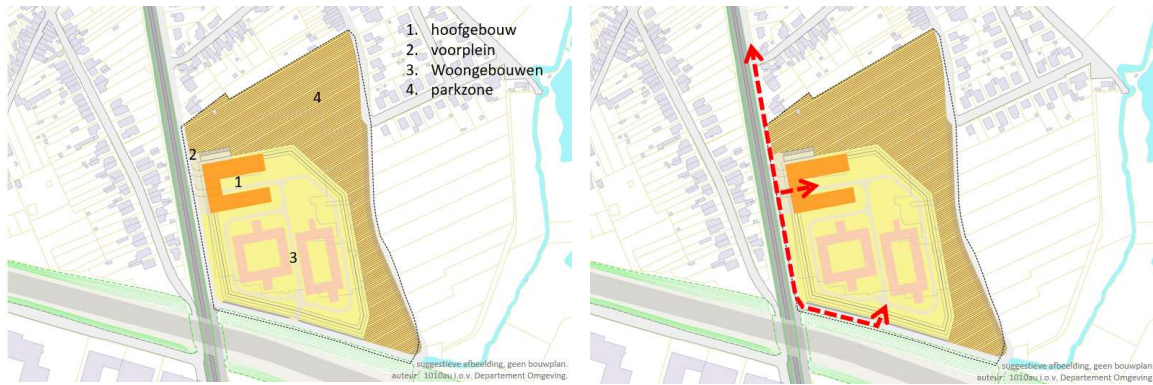 1. hoofgebouw
2. voorplein
3. Woongebouwen
4. parkzone
4
2
1
3
suggestieve afbeelding, geen bouwplan.
auteur: 1010au i.o.v. Departement Omgeving.
suggestieve afbeelding, geen bouwplan.
auteur: 1010au i.o.v. Departement Omgeving.